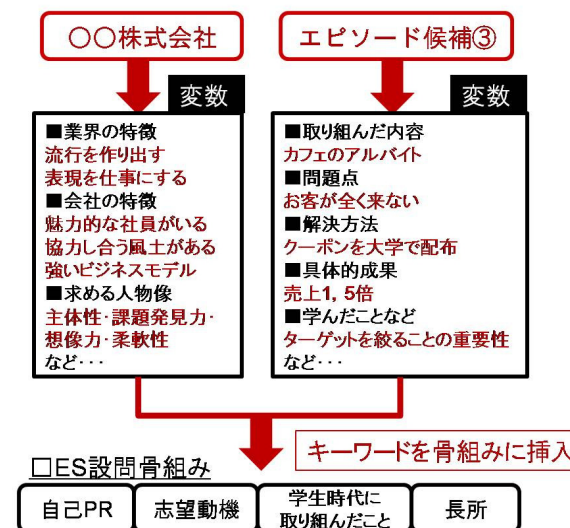 〇〇株式会社
変数
■業界の特徴
流行を作り出す
表現を仕事にする
■会社の特徴
魅力的な社員がいる
協力し合う風土がある
強いビジネスモデル
■求める人物像
主体性・課題発見力・
想像力・柔軟性
など・・・
エピソード候補③
変数
■取り組んだ内容
カフェのアルバイト
■問題点
お客が全く来ない
■解決方法
クーポンを大学で配布
■具体的成果
売上1, 5倍
■学んだことなど
ターゲットを絞ることの重要性
など・・・
キーワードを骨組みに挿入
□ES設問骨組み
自己PR
志望動機
学生時代に
取り組んだこと
長所